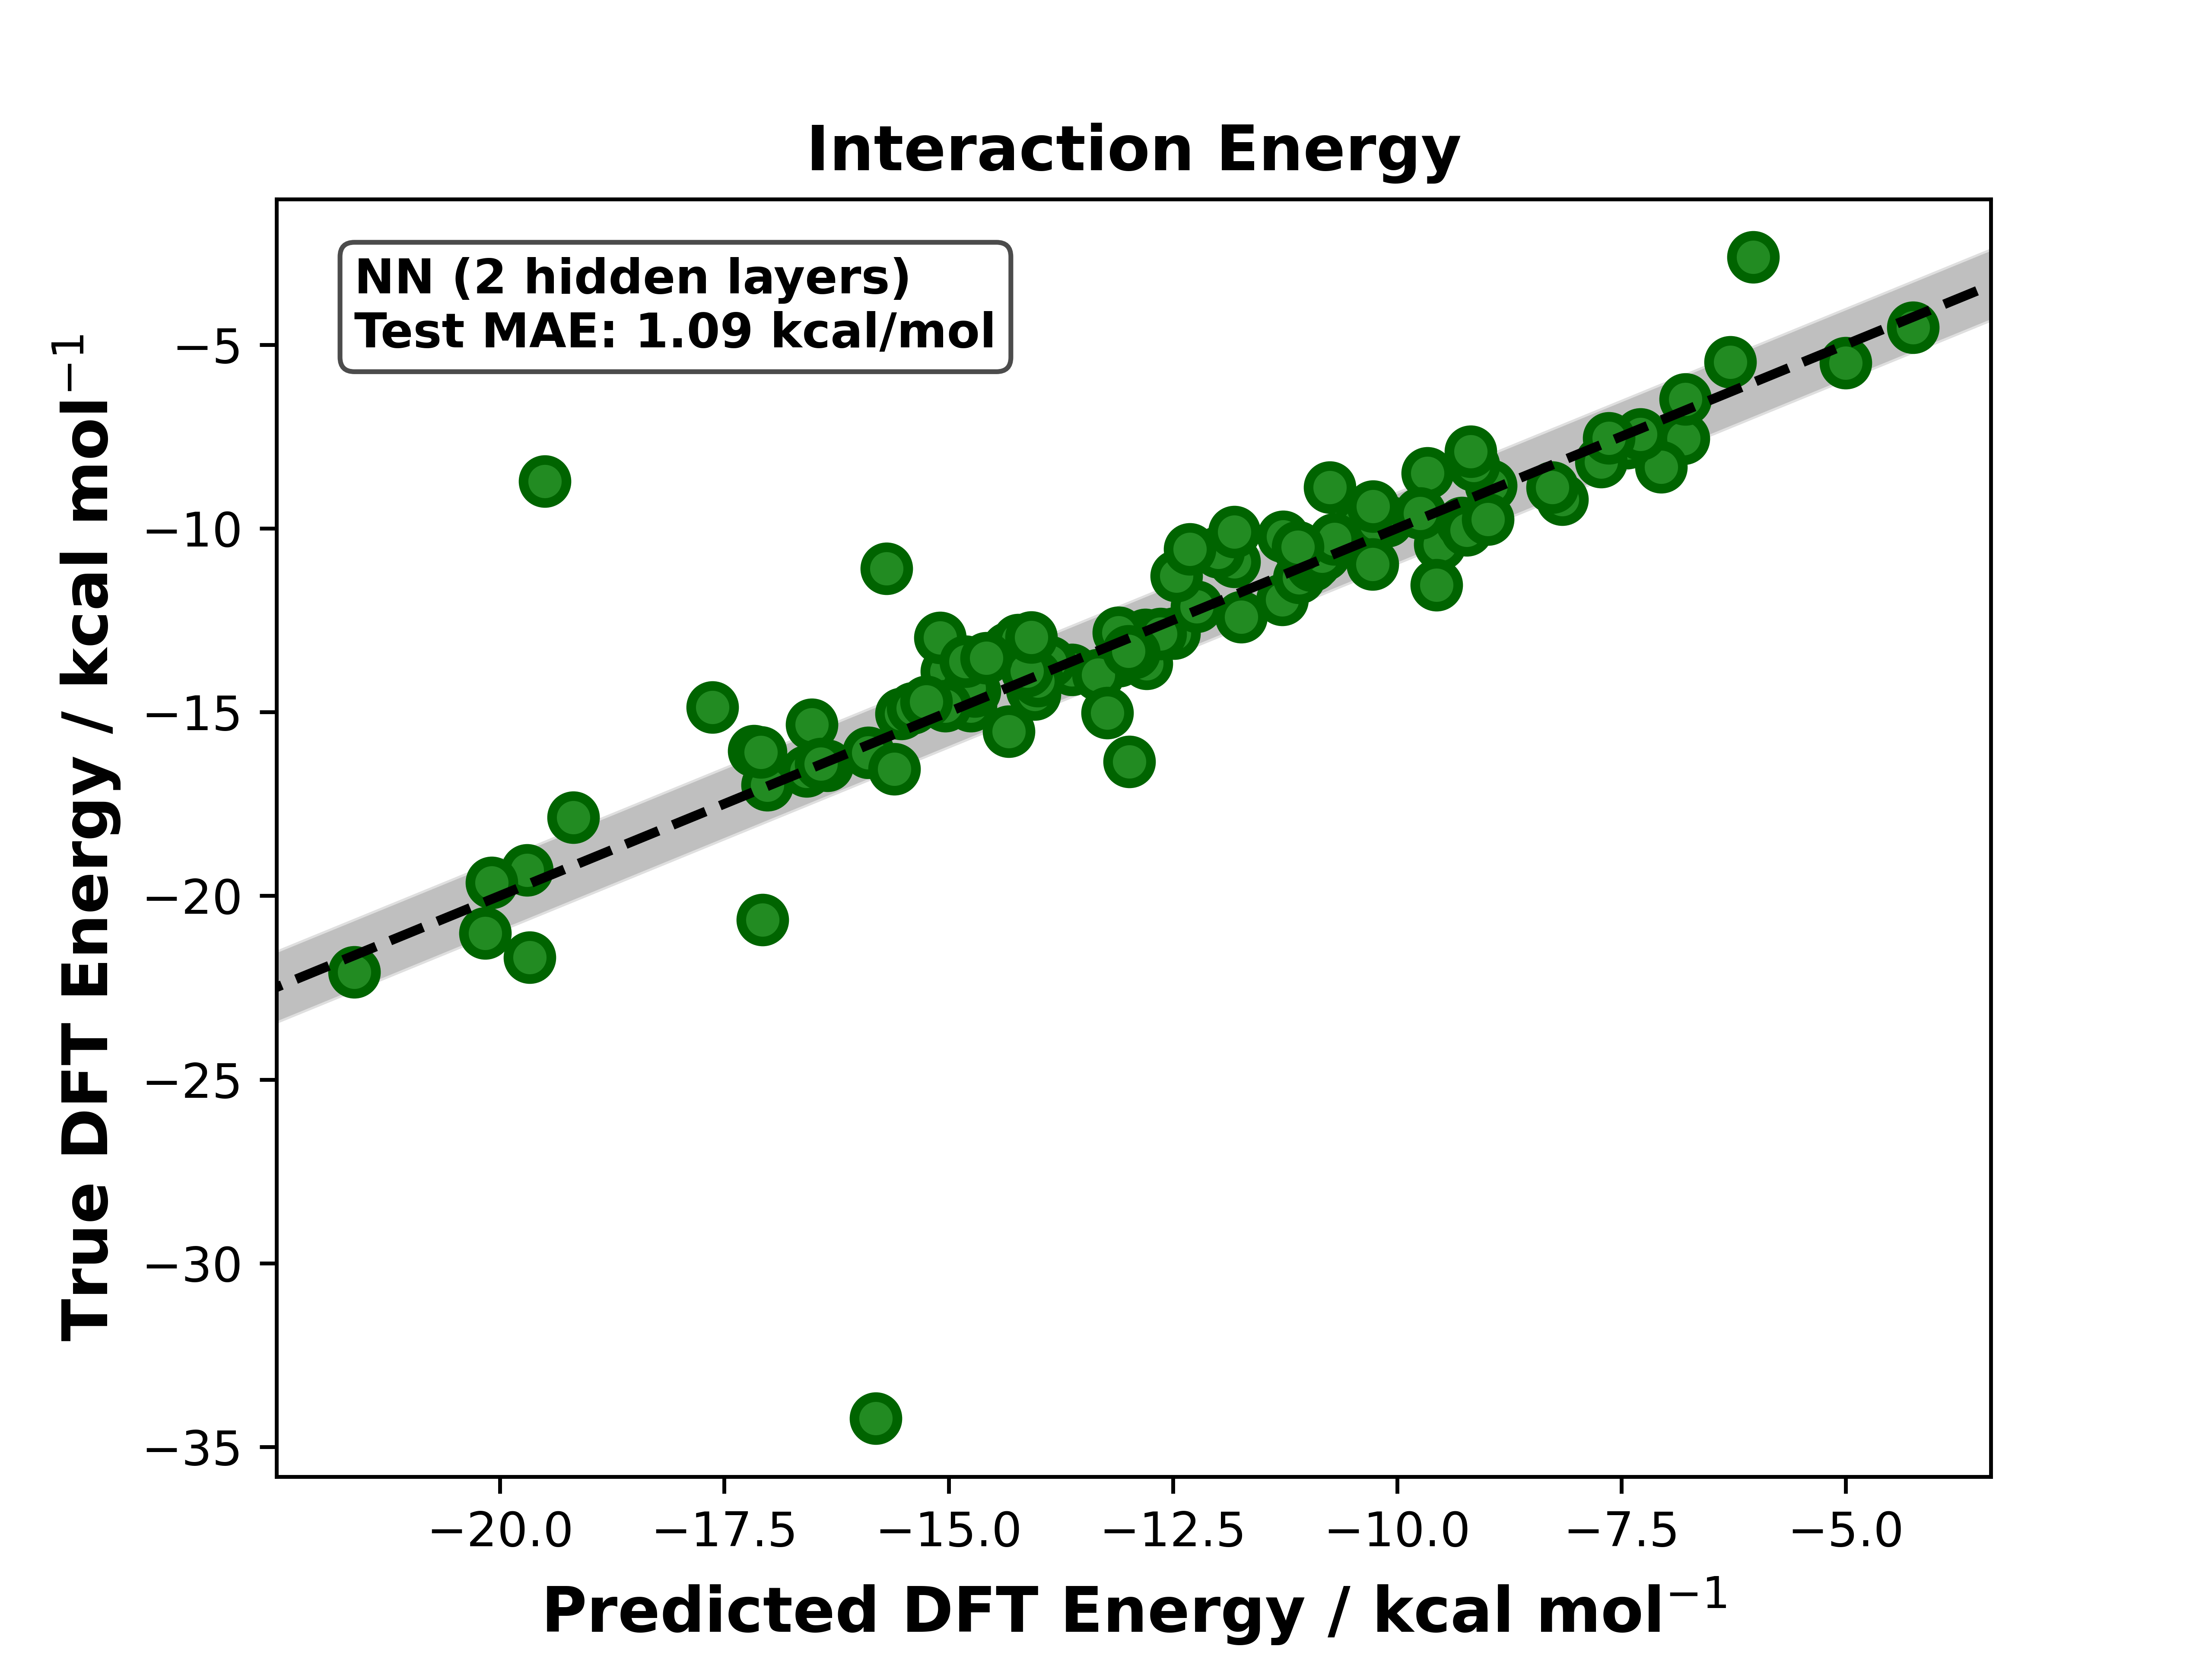 Interaction Energy
NN (2 hidden layers)
Test MAE: 1.09 kcal/mol
True DFT Energy / kcal mol⁻¹
−5
−10
−15
−20
−25
−30
−35
−20.0 −17.5 −15.0 −12.5 −10.0 −7.5 −5.0
Predicted DFT Energy / kcal mol⁻¹